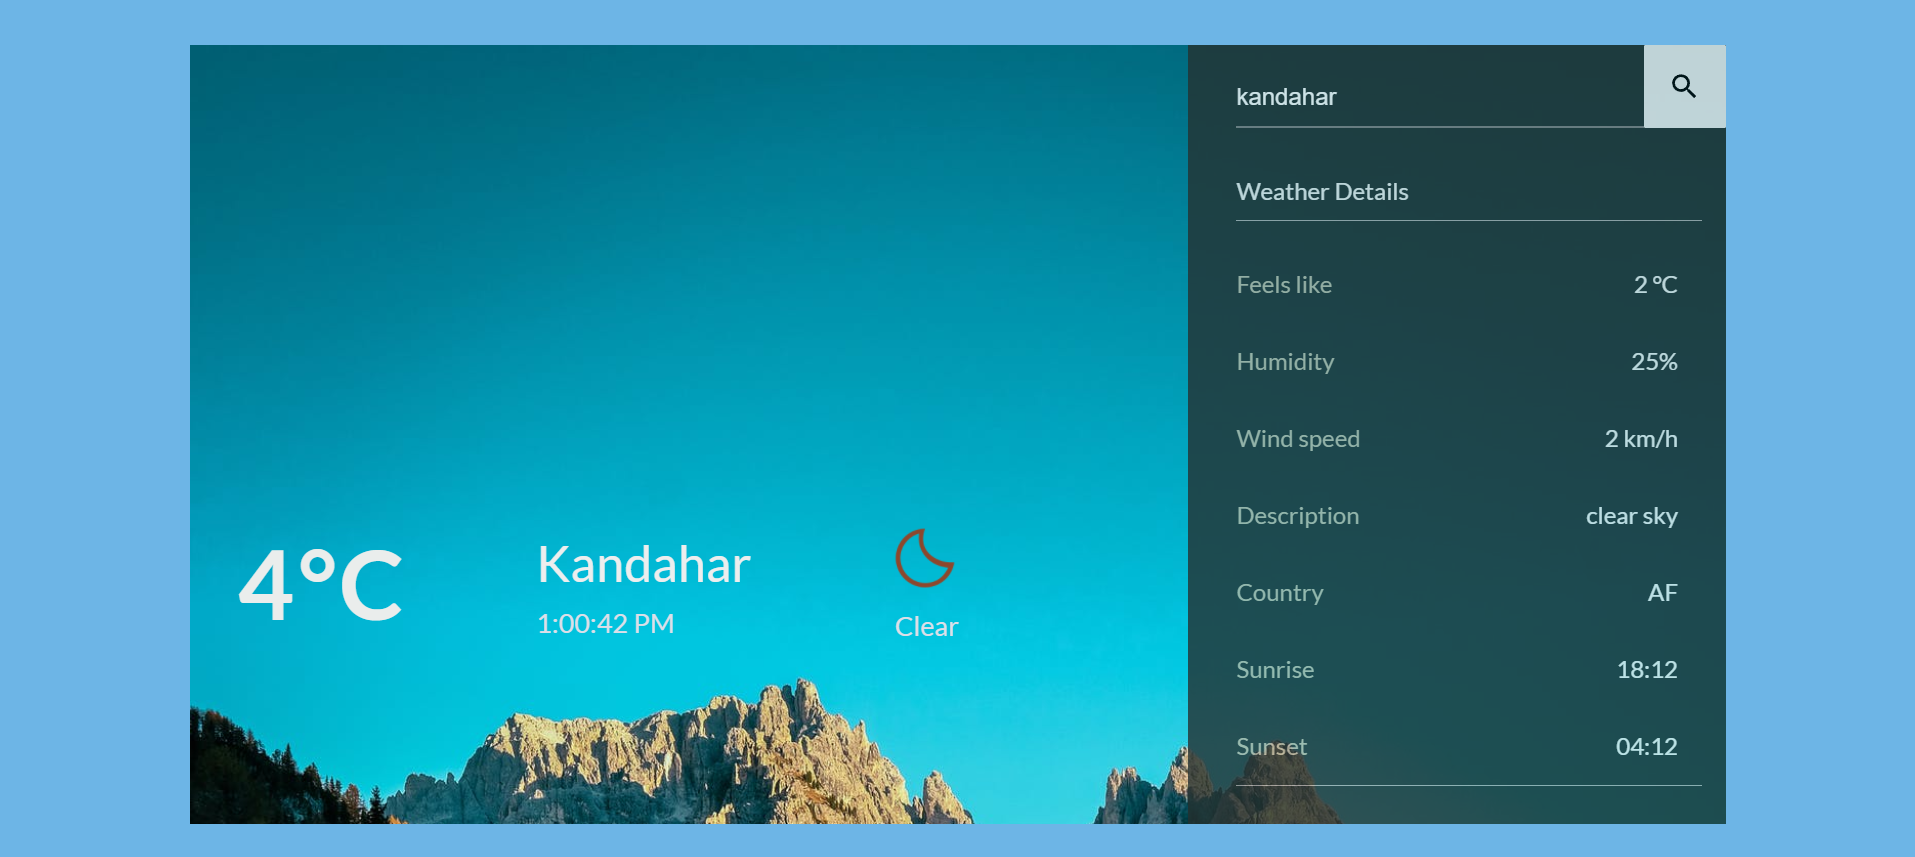 kandahar
Weather Details
Feels like 2 °C
Humidity 25%
Wind speed 2 km/h
Description clear sky
Country AF
Sunrise 18:12
Sunset 04:12
4°C
Kandahar
1:00:42 PM
Clear